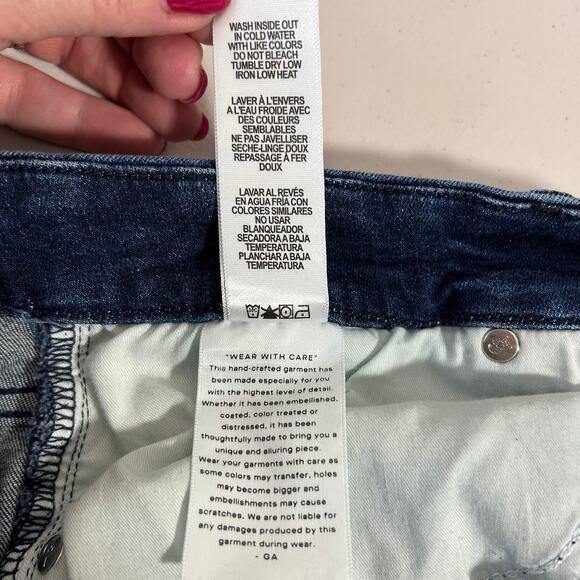 WASH INSIDE OUT
IN COLD WATER
WITH LIKE COLORS
DO NOT BLEACH
TUMBLE DRY LOW
IRON LOW HEAT
LAVER À L'ENVERS
A L'EAU FROIDE AVEC
DES COULEURS
SEMBLABLES
NE PAS JAVELLISER
SECHE-LINGE DOUX
REPASSAGE À FER
DOUX
LAVAR AL REVÉS
EN AGUA FRÍA CON
COLORES SIMILARES
NO USAR
BLANQUEADOR
SECADORA A BAJA
TEMPERATURA
PLANCHAR A BAJA
TEMPERATURA
"WEAR WITH CARE"
This hand-crafted garment has
been made especially for you
with the highest level of detail.
Whether it has been embellished,
coated, color treated or
distressed, it has been
thoughtfully made to bring you a
unique and alluring piece.
Wear your garments with care as
some colors may transfer, holes
may become bigger and
embellishments may cause
scratches. We are not liable for
any damages produced by this
garment during wear.
- GA